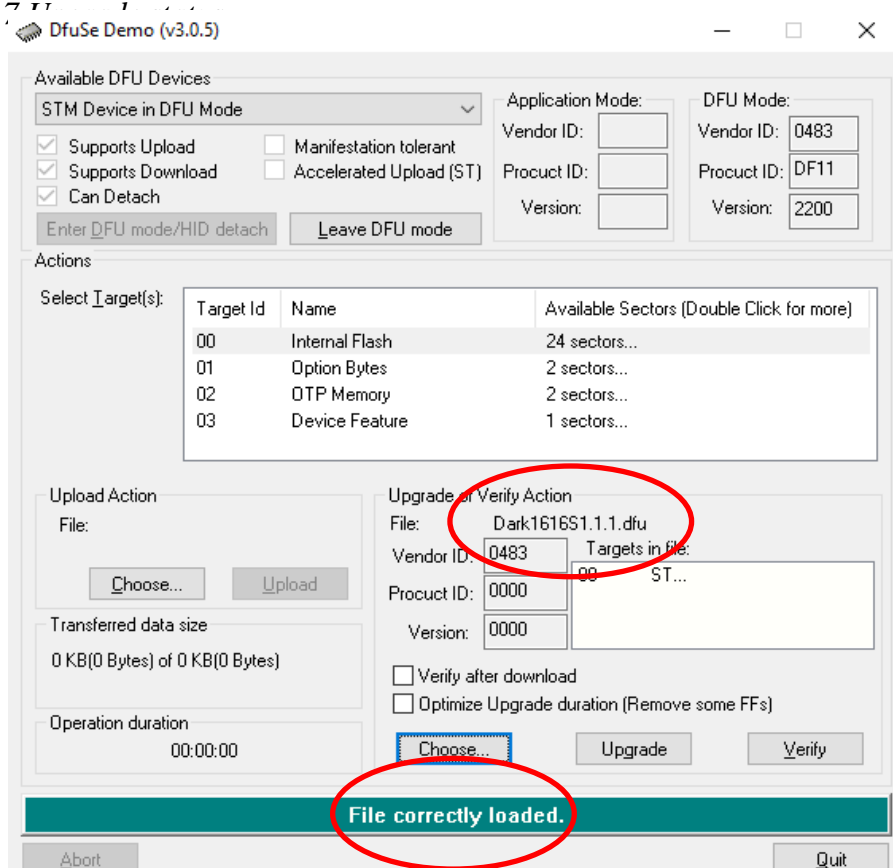 DfuSe Demo (v3.0.5)
Available DFU Devices
STM Device in DFU Mode
Supports Upload
Manifestation tolerant
Supports Download
Accelerated Upload (ST)
Can Detach
Enter DFU mode/HID detach
Leave DFU mode
Application Mode:
Vendor ID:
Procuct ID:
Version:
DFU Mode:
Vendor ID: 0483
Procuct ID: DF11
Version: 2200
Actions
Select Target(s):
Target Id Name Available Sectors (Double Click for more)
00 Internal Flash 24 sectors...
01 Option Bytes 2 sectors...
02 OTP Memory 2 sectors...
03 Device Feature 1 sectors...
Upload Action
File:
Choose...
Upload
Transferred data size
0 KB(0 Bytes) of 0 KB(0 Bytes)
Operation duration
00:00:00
Upgrade or Verify Action
File: Dark1616S1.1.1.dfu
Vendor ID: 0483
Targets in file:
00 ST...
Procuct ID: 0000
Version: 0000
Verify after download
Optimize Upgrade duration (Remove some FFs)
Choose...
Upgrade
Verify
File correctly loaded.
Abort
Quit